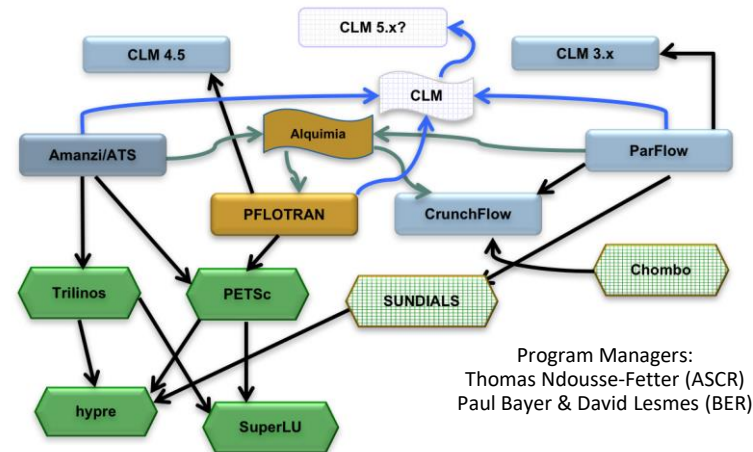 CLM 5.x?
CLM 4.5
CLM 3.x
CLM
Alquimia
Amanzi/ATS
ParFlow
PFLOTRAN
CrunchFlow
Chombo
Trilinos
PETSc
SUNDIALS
Program Managers:
Thomas Ndousse-Fetter (ASCR)
Paul Bayer & David Lesmes (BER)
hypre
SuperLU